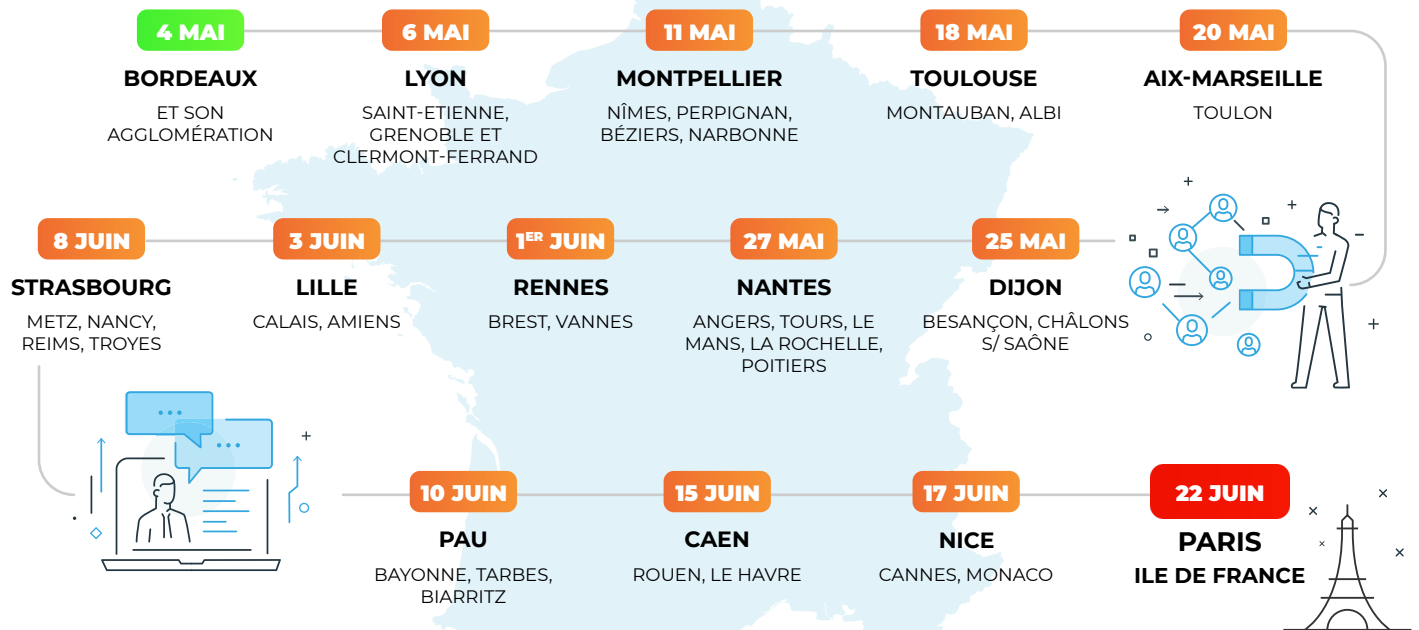 4 MAI
BORDEAUX
ET SON
AGGLOMÉRATION
6 MAI
LYON
SAINT-ETIENNE,
GRENOBLE ET
CLERMONT-FERRAND
11 MAI
MONTPELLIER
NÎMES, PERPIGNAN,
BÉZIERS, NARBONNE
18 MAI
TOULOUSE
MONTAUBAN, ALBI
20 MAI
AIX-MARSEILLE
TOULON
8 JUIN
STRASBOURG
METZ, NANCY,
REIMS, TROYES
3 JUIN
LILLE
CALAIS, AMIENS
1ER JUIN
RENNES
BREST, VANNES
27 MAI
NANTES
ANGERS, TOURS, LE
MANS, LA ROCHELLE,
POITIERS
25 MAI
DIJON
BESANÇON, CHÂLONS
S/ SAÔNE
10 JUIN
PAU
BAYONNE, TARBES,
BIARRITZ
15 JUIN
CAEN
ROUEN, LE HAVRE
17 JUIN
NICE
CANNES, MONACO
22 JUIN
PARIS
ILE DE FRANCE